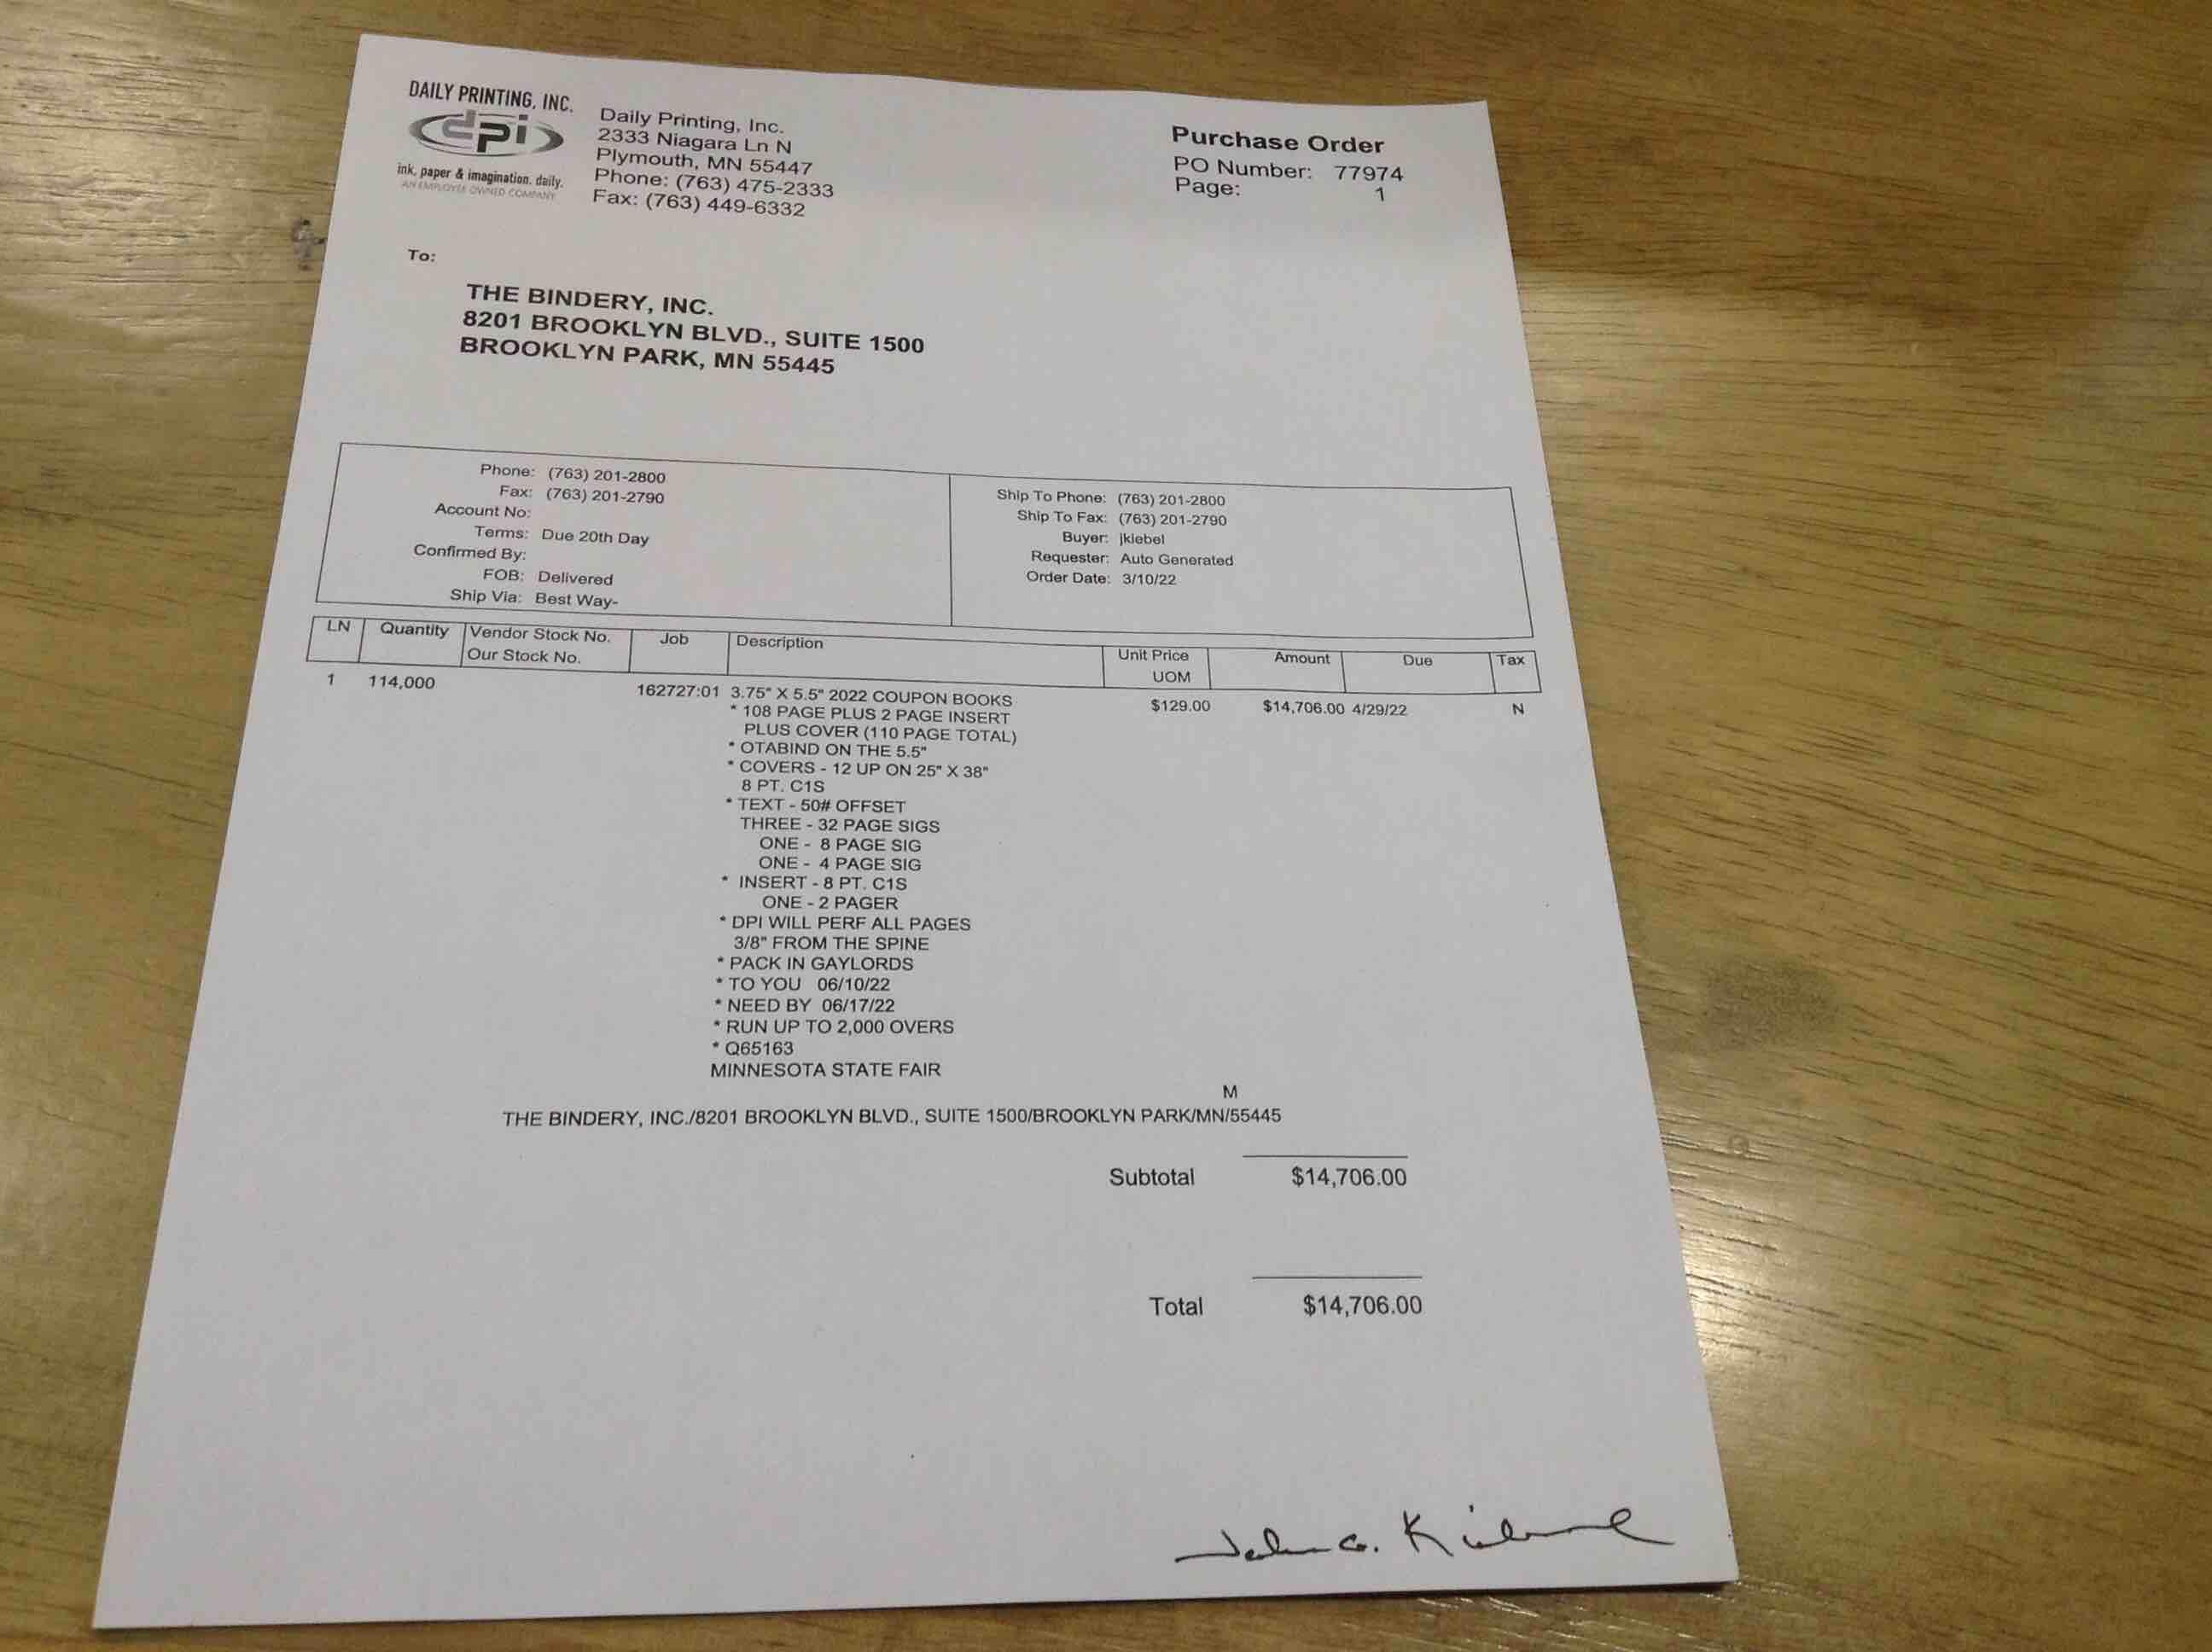 DAILY PRINTING, INC.
dpi
ink, paper & imagination. daily.
AN EMPLOYEE OWNED COMPANY
Daily Printing, Inc.
2333 Niagara Ln N
Plymouth, MN 55447
Phone: (763) 475-2333
Fax: (763) 449-6332
Purchase Order
PO Number: 77974
Page: 1
To:
THE BINDERY, INC.
8201 BROOKLYN BLVD., SUITE 1500
BROOKLYN PARK, MN 55445
Phone: (763) 201-2800
Fax: (763) 201-2790
Account No:
Terms: Due 20th Day
Confirmed By:
FOB: Delivered
Ship Via: Best Way-
Ship To Phone: (763) 201-2800
Ship To Fax: (763) 201-2790
Buyer: jkiebel
Requester: Auto Generated
Order Date: 3/10/22
LN Quantity Vendor Stock No. Job Description Unit Price Amount Due Tax
Our Stock No. UOM
1 114,000 162727:01 3.75" X 5.5" 2022 COUPON BOOKS $129.00 $14,706.00 4/29/22 N
* 108 PAGE PLUS 2 PAGE INSERT
PLUS COVER (110 PAGE TOTAL)
* OTABIND ON THE 5.5"
* COVERS - 12 UP ON 25" X 38"
8 PT. C1S
* TEXT - 50# OFFSET
THREE - 32 PAGE SIGS
ONE - 8 PAGE SIG
ONE - 4 PAGE SIG
* INSERT - 8 PT. C1S
ONE - 2 PAGER
* DPI WILL PERF ALL PAGES
3/8" FROM THE SPINE
* PACK IN GAYLORDS
* TO YOU 06/10/22
* NEED BY 06/17/22
* RUN UP TO 2,000 OVERS
* Q65163
MINNESOTA STATE FAIR
M
THE BINDERY, INC./8201 BROOKLYN BLVD., SUITE 1500/BROOKLYN PARK/MN/55445
Subtotal $14,706.00
Total $14,706.00